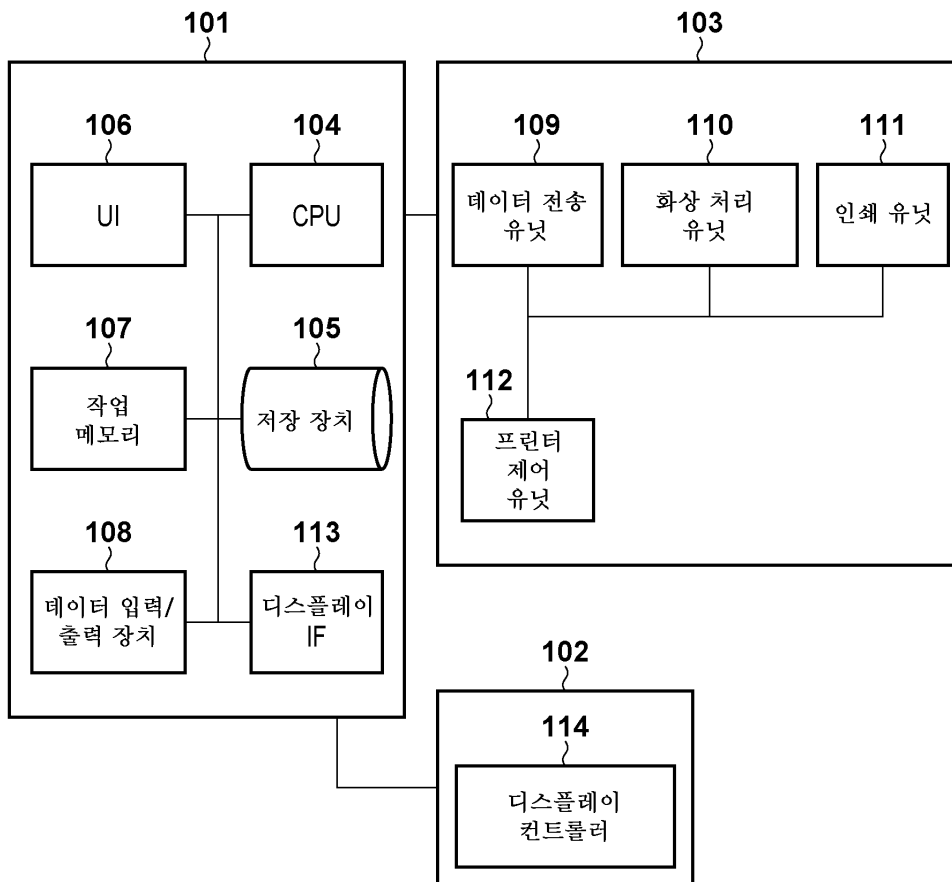 101
103
106
104
109
110
111
UI
CPU
데이터 전송
유닛
화상 처리
유닛
인쇄 유닛
107
105
112
작업
메모리
저장 장치
프린터
제어
유닛
108
113
데이터 입력/
출력 장치
디스플레이
IF
102
114
디스플레이
컨트롤러